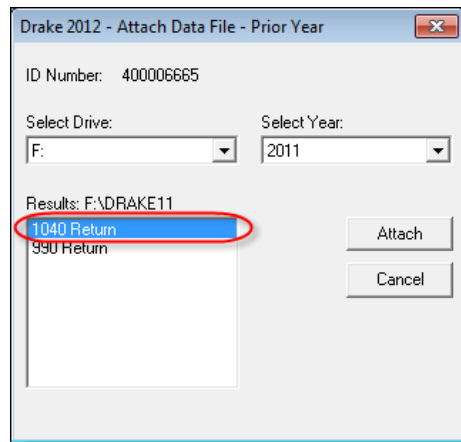 Drake 2012 - Attach Data File - Prior Year
ID Number: 400006665
Select Drive: Select Year:
F: 2011
Results: F:\DRAKE11
1040 Return
990 Return
Attach
Cancel